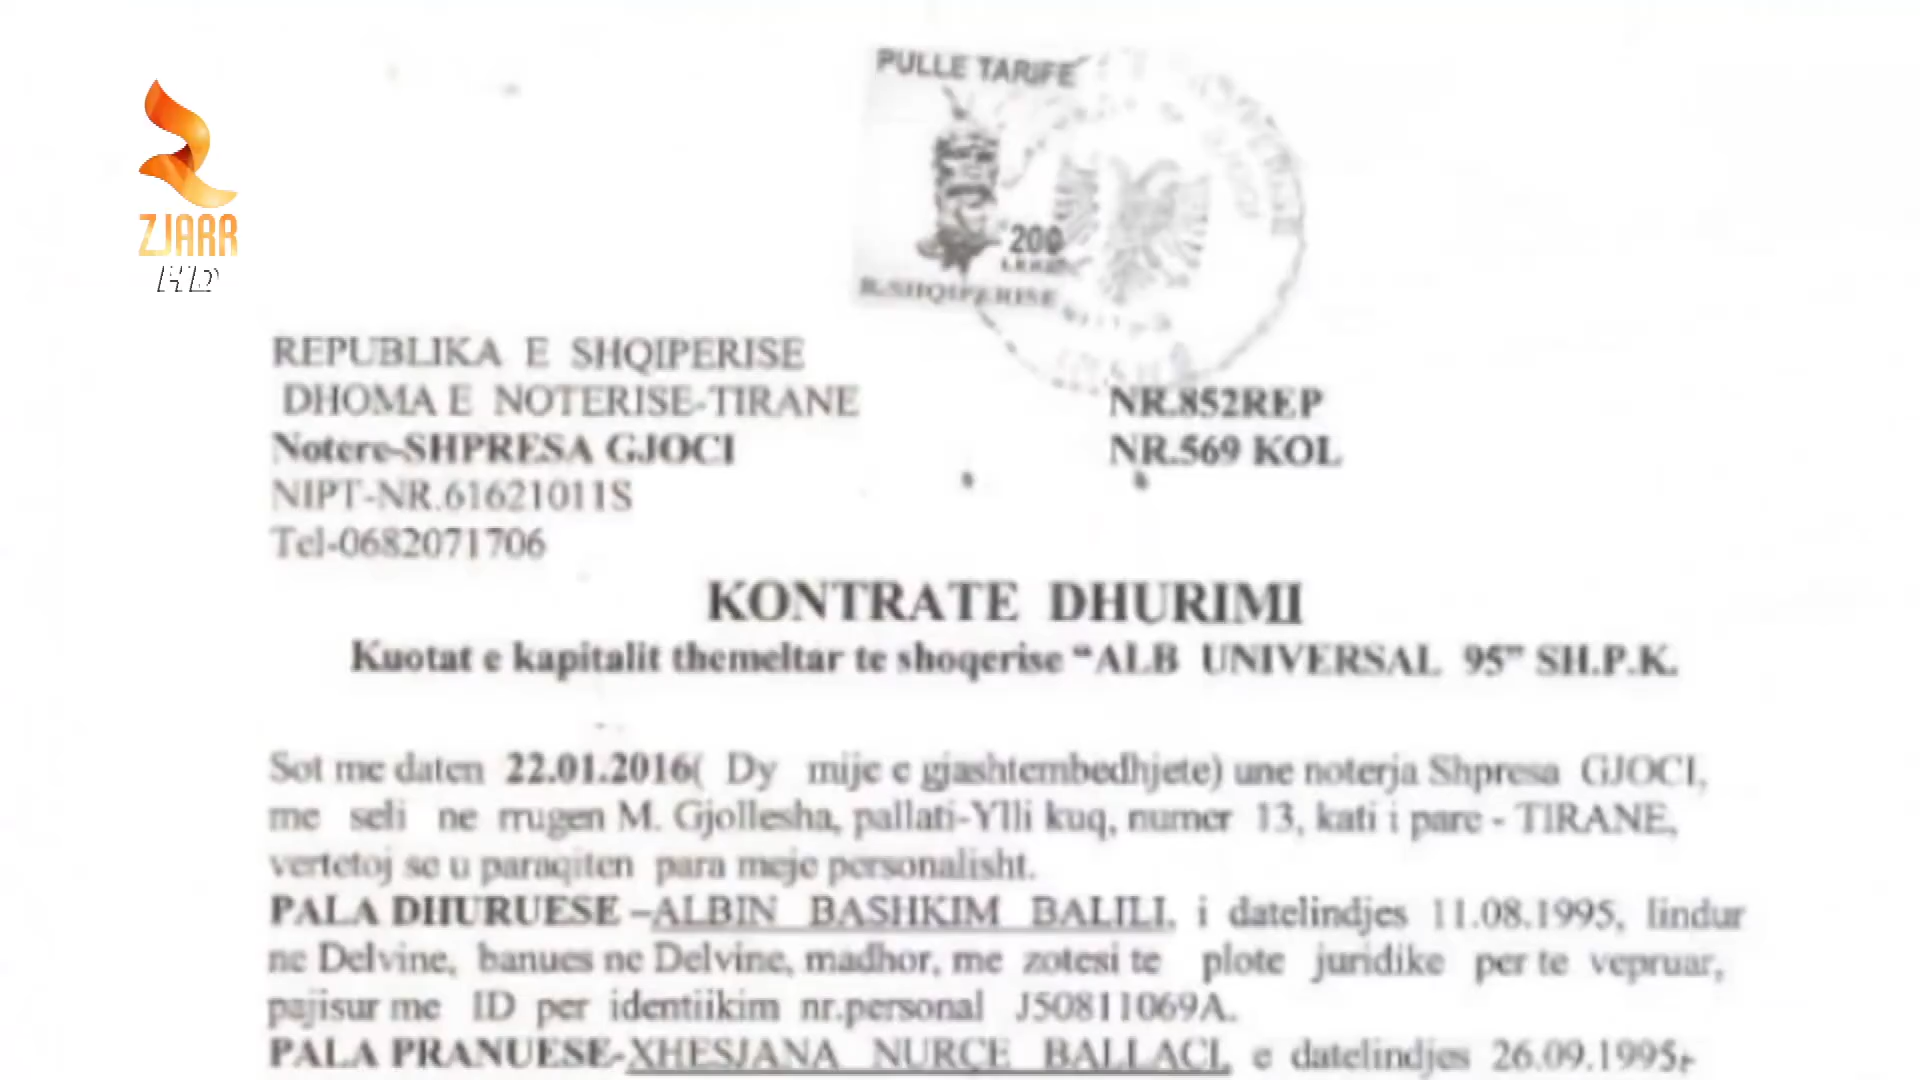 ZJARR
HD
PULLE TARIFE
200
R.SHQIPERISE
REPUBLIKA E SHQIPERISE
DHOMA E NOTERISE-TIRANE
NR.852REP
Notere-SHPRESA GJOCI
NR.569 KOL
NIPT-NR.61621011S
Tel-0682071706
KONTRATE DHURIMI
Kuotat e kapitalit themeltar te shoqerise “ALB UNIVERSAL 95” SH.P.K.
Sot me daten 22.01.2016( Dy mije e gjashtembedhjete) une noterja Shpresa GJOCI,
me seli ne rrugen M. Gjollesha, pallati-Ylli kuq, numer 13, kati i pare - TIRANE,
vertetoj se u paraqiten para meje personalisht.
PALA DHURUESE –ALBIN BASHKIM BALILI, i datelindjes 11.08.1995, lindur
ne Delvine, banues ne Delvine, madhor, me zotesi te plote juridike per te vepruar,
pajisur me ID per identiikim nr.personal J50811069A.
PALA PRANUESE-XHESJANA NURÇE BALLACI, e datelindjes 26.09.1995,